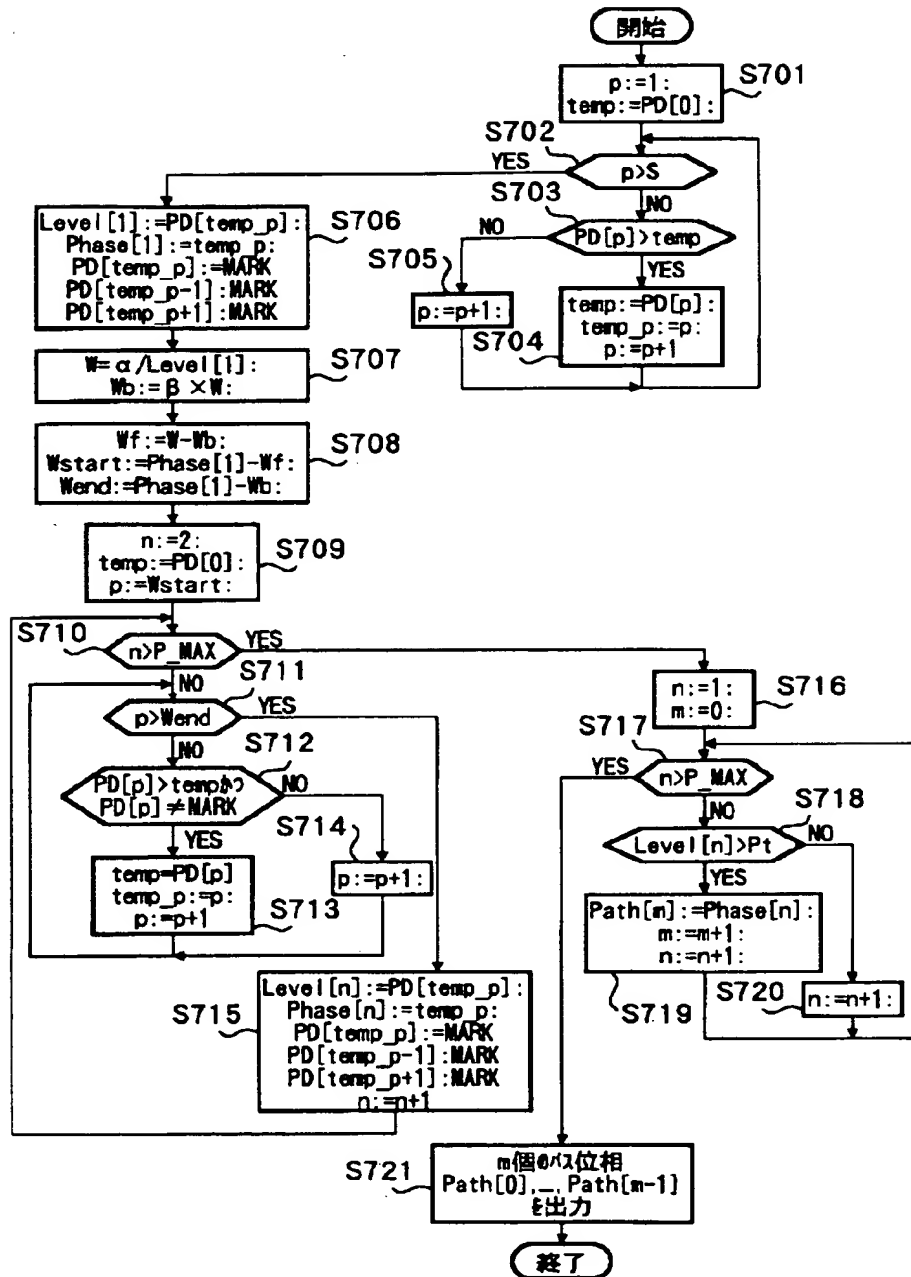 開始
p:=1:
temp:=PD[0]:
S701
S702
p>S
YES
NO
S703
PD[p]>temp
NO
YES
S705
p:=p+1:
temp:=PD[p]:
temp_p:=p:
p:=p+1
S704
Level[1]:=PD[temp_p]:
Phase[1]:=temp_p:
PD[temp_p]:=MARK
PD[temp_p-1]:MARK
PD[temp_p+1]:MARK
S706
W=α/Level[1]:
Wb:=β×W:
S707
Wf:=W-Wb:
Wstart:=Phase[1]-Wf:
Wend:=Phase[1]-Wb:
S708
n:=2:
temp:=PD[0]:
p:=Wstart:
S709
S710
n>P_MAX
YES
NO
S711
p>Wend
YES
NO
S712
PD[p]>tempかつ
PD[p]≠MARK
NO
YES
temp=PD[p]
temp_p:=p:
p:=p+1
S713
S714
p:=p+1:
S715
Level[n]:=PD[temp_p]:
Phase[n]:=temp_p:
PD[temp_p]:=MARK
PD[temp_p-1]:MARK
PD[temp_p+1]:MARK
n:=n+1
n:=1:
m:=0:
S716
S717
n>P_MAX
YES
NO
S718
Level[n]>Pt
NO
YES
Path[m]:=Phase[n]:
m:=m+1:
n:=n+1:
S719
S720
n:=n+1:
S721
m個のパス位相
Path[0],…,Path[m-1]
を出力
終了